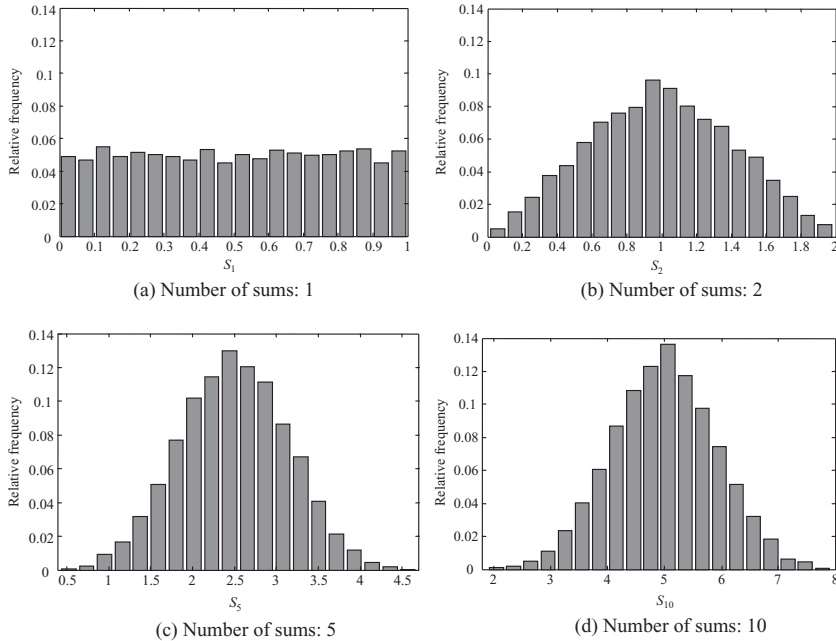 0.14
0.12
0.1
0.08
0.06
0.04
0.02
0
Relative frequency
0 0.1 0.2 0.3 0.4 0.5 0.6 0.7 0.8 0.9 1
S1
(a) Number of sums: 1
0.14
0.12
0.1
0.08
0.06
0.04
0.02
0
Relative frequency
0 0.2 0.4 0.6 0.8 1 1.2 1.4 1.6 1.8 2
S2
(b) Number of sums: 2
0.14
0.12
0.1
0.08
0.06
0.04
0.02
0
Relative frequency
0.5 1 1.5 2 2.5 3 3.5 4 4.5
S5
(c) Number of sums: 5
0.14
0.12
0.1
0.08
0.06
0.04
0.02
0
Relative frequency
2 3 4 5 6 7 8
S10
(d) Number of sums: 10